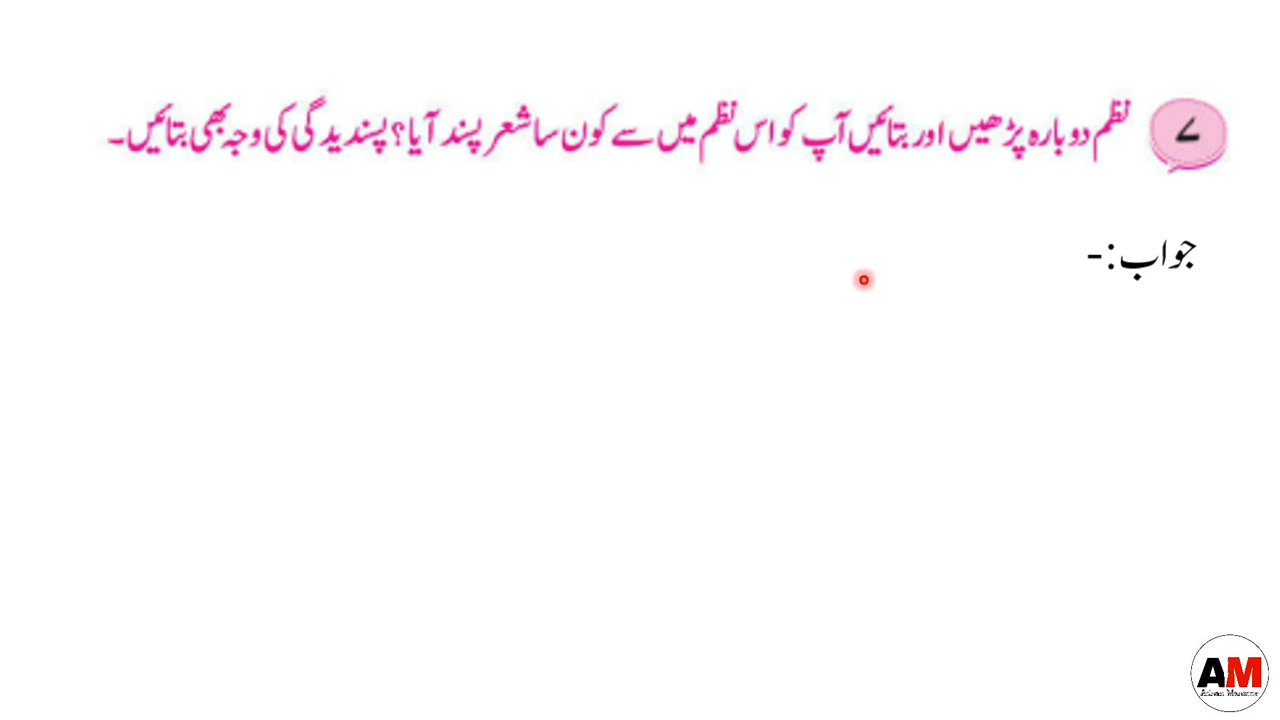 ۷ نظم دوبارہ پڑھیں اور بتائیں آپ کو اس نظم میں سے کون سا شعر پسند آیا؟ پسندیدگی کی وجہ بھی بتائیں۔
جواب:-
AM